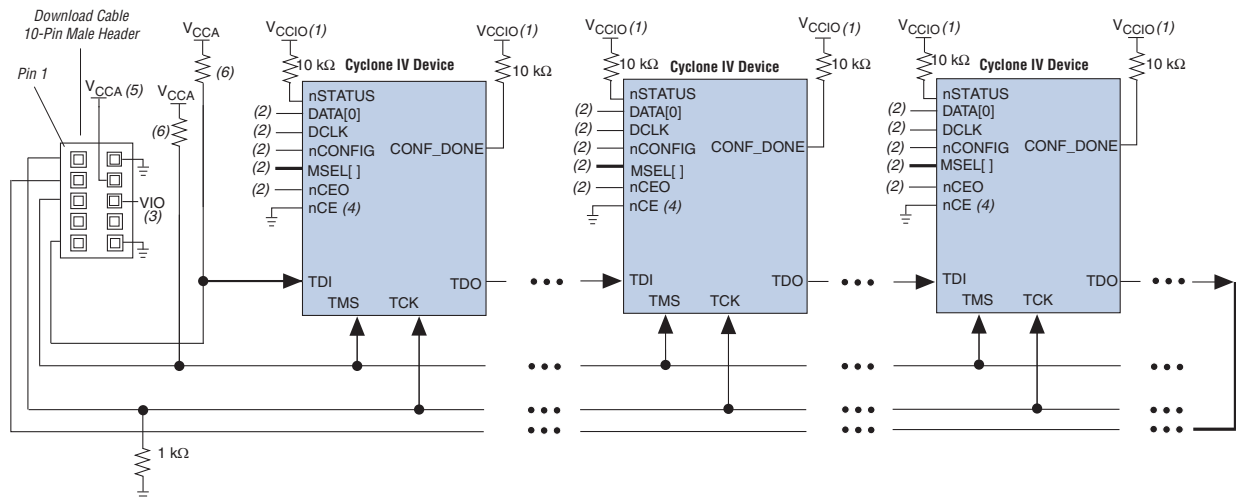 Download Cable
10-Pin Male Header
Pin 1
VCCA (5)
VCCA
(6)
VCCA
(6)
VIO
(3)
1 kΩ
VCCIO (1)
10 kΩ
Cyclone IV Device
VCCIO (1)
10 kΩ
nSTATUS
(2) DATA[0]
(2) DCLK
(2) nCONFIG
CONF_DONE
(2) MSEL[ ]
(2) nCEO
nCE (4)
TDI
TDO
TMS
TCK
VCCIO (1)
10 kΩ
Cyclone IV Device
VCCIO (1)
10 kΩ
nSTATUS
(2) DATA[0]
(2) DCLK
(2) nCONFIG
CONF_DONE
(2) MSEL[ ]
(2) nCEO
nCE (4)
TDI
TDO
TMS
TCK
VCCIO (1)
10 kΩ
Cyclone IV Device
VCCIO (1)
10 kΩ
nSTATUS
(2) DATA[0]
(2) DCLK
(2) nCONFIG
CONF_DONE
(2) MSEL[ ]
(2) nCEO
nCE (4)
TDI
TDO
TMS
TCK